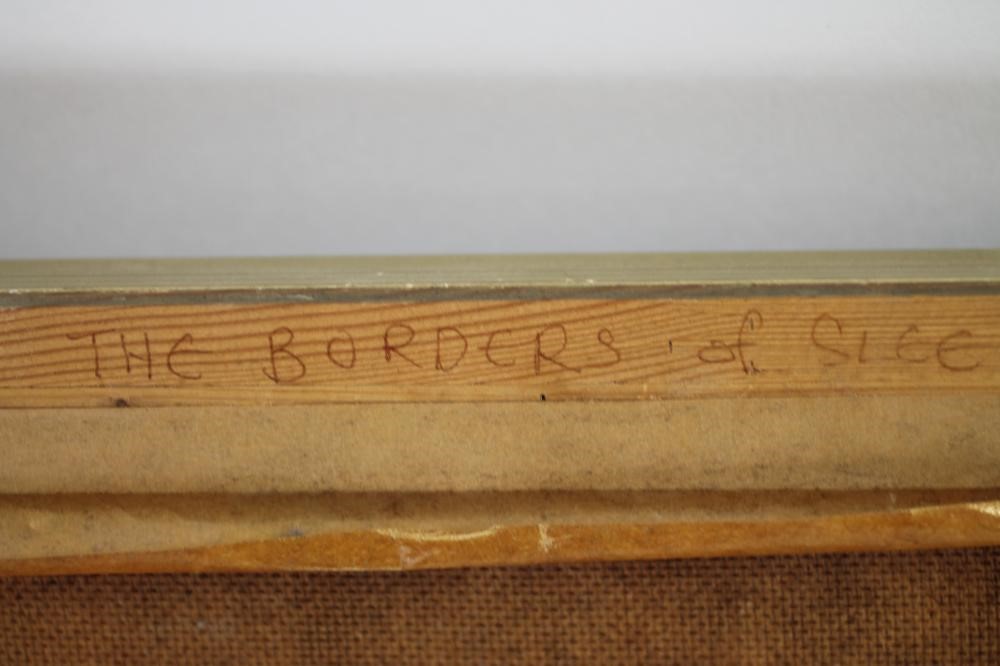 THE BORDERS of SLEE